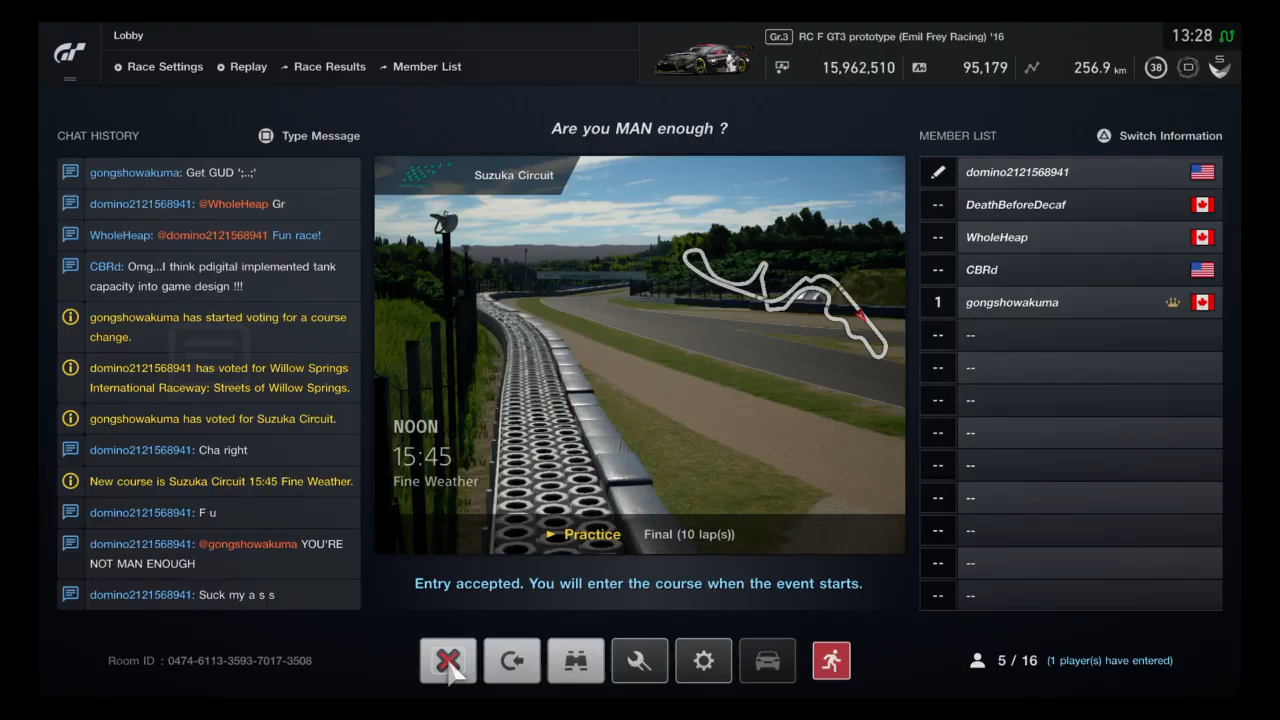 Lobby
Gr.3 RC F GT3 prototype (Emil Frey Racing) '16
13:28
Race Settings Replay Race Results Member List
15,962,510 95,179 256.9 km 38 S
Are you MAN enough ?
CHAT HISTORY Type Message
gongshowakuma: Get GUD ';..;'
domino2121568941: @WholeHeap Gr
WholeHeap: @domino2121568941 Fun race!
CBRd: Omg...I think pdigital implemented tank
capacity into game design !!!
gongshowakuma has started voting for a course
change.
domino2121568941 has voted for Willow Springs
International Raceway: Streets of Willow Springs.
gongshowakuma has voted for Suzuka Circuit.
domino2121568941: Cha right
New course is Suzuka Circuit 15:45 Fine Weather.
domino2121568941: F u
domino2121568941: @gongshowakuma YOU'RE
NOT MAN ENOUGH
domino2121568941: Suck my a s s
Suzuka Circuit
NOON
15:45
Fine Weather
Practice Final (10 lap(s))
Entry accepted. You will enter the course when the event starts.
MEMBER LIST Switch Information
domino2121568941
-- DeathBeforeDecaf
-- WholeHeap
-- CBRd
1 gongshowakuma
-- --
-- --
-- --
-- --
-- --
-- --
-- --
-- --
-- --
Room ID : 0474-6113-3593-7017-3508
5 / 16 (1 player(s) have entered)